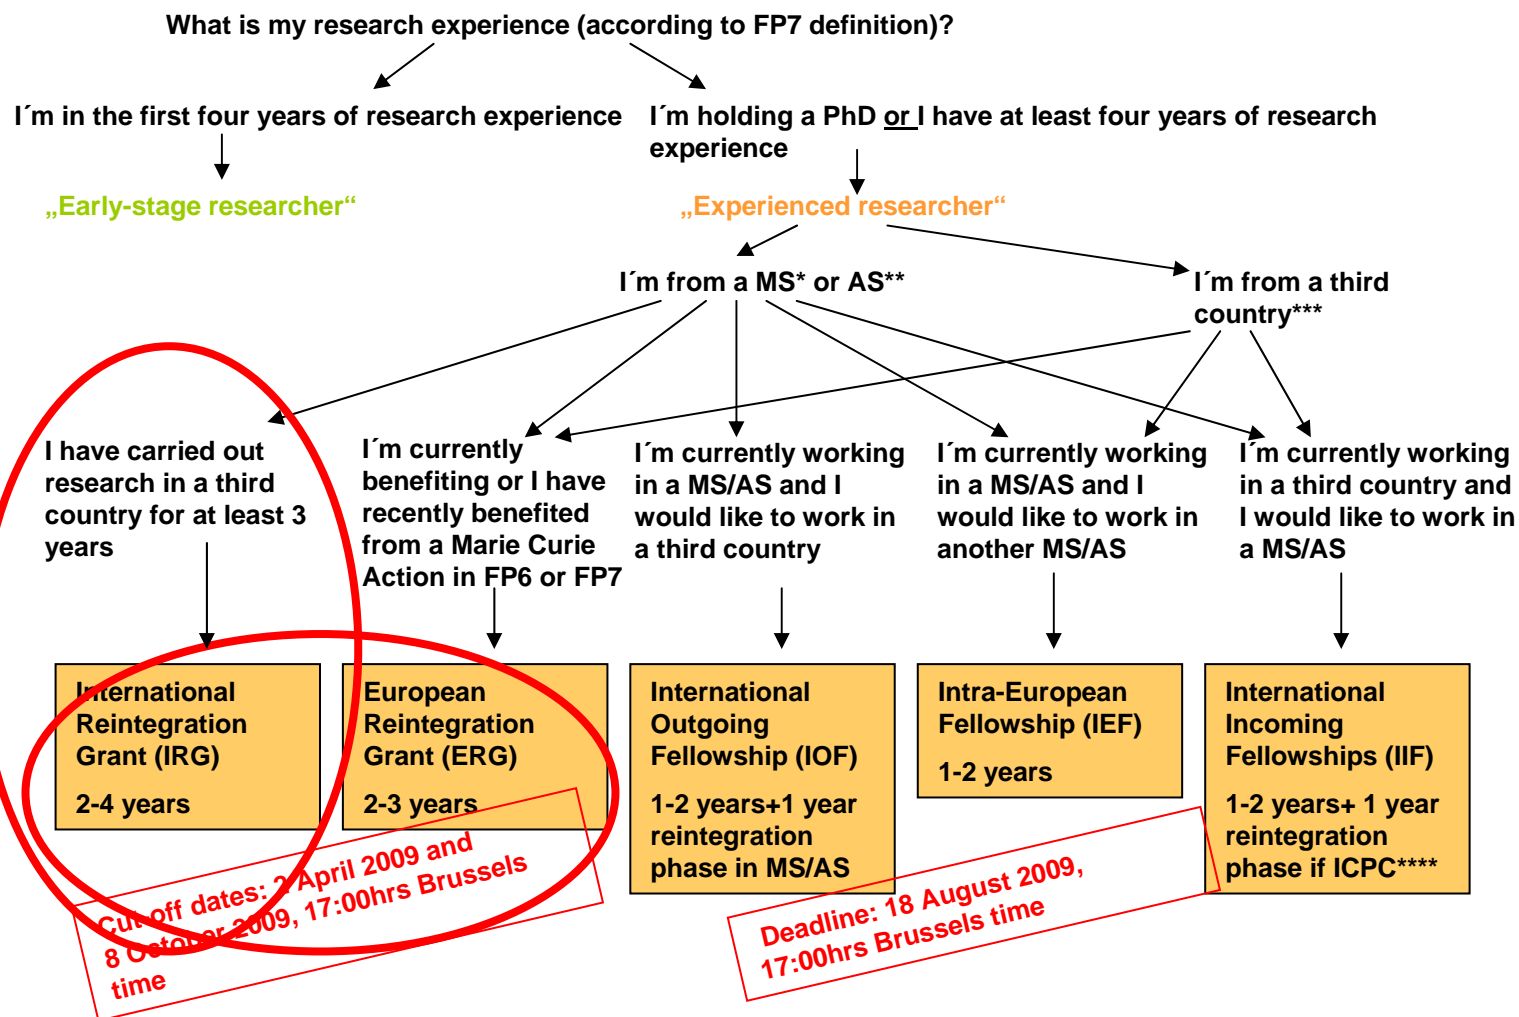 What is my research experience (according to FP7 definition)?
I´m in the first four years of research experience
I´m holding a PhD or I have at least four years of research
experience
„Early-stage researcher“
„Experienced researcher“
I´m from a MS* or AS**
I´m from a third
country***
I have carried out
research in a third
country for at least 3
years
I´m currently
benefiting or I have
recently benefited
from a Marie Curie
Action in FP6 or FP7
I´m currently working
in a MS/AS and I
would like to work in
a third country
I´m currently working
in a MS/AS and I
would like to work in
another MS/AS
I´m currently working
in a third country and
I would like to work in
a MS/AS
International
Reintegration
Grant (IRG)
2-4 years
European
Reintegration
Grant (ERG)
2-3 years
International
Outgoing
Fellowship (IOF)
1-2 years+1 year
reintegration
phase in MS/AS
Intra-European
Fellowship (IEF)
1-2 years
International
Incoming
Fellowships (IIF)
1-2 years+ 1 year
reintegration
phase if ICPC****
Cut-off dates: 2 April 2009 and
8 October 2009, 17:00hrs Brussels
time
Deadline: 18 August 2009,
17:00hrs Brussels time